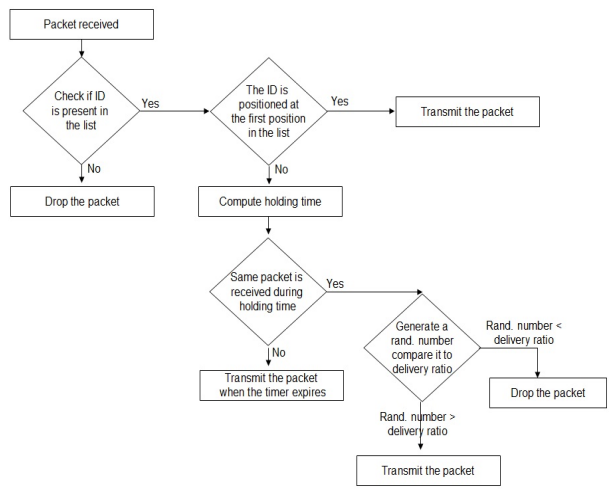 Packet received
Check if ID
is present in
the list
Yes
The ID is
positioned at
the first position
in the list
Yes
Transmit the packet
No
Drop the packet
No
Compute holding time
Same packet is
received during
holding time
Yes
Generate a
rand. number
compare it to
delivery ratio
Rand. number <
delivery ratio
Drop the packet
No
Transmit the packet
when the timer expires
Rand. number >
delivery ratio
Transmit the packet